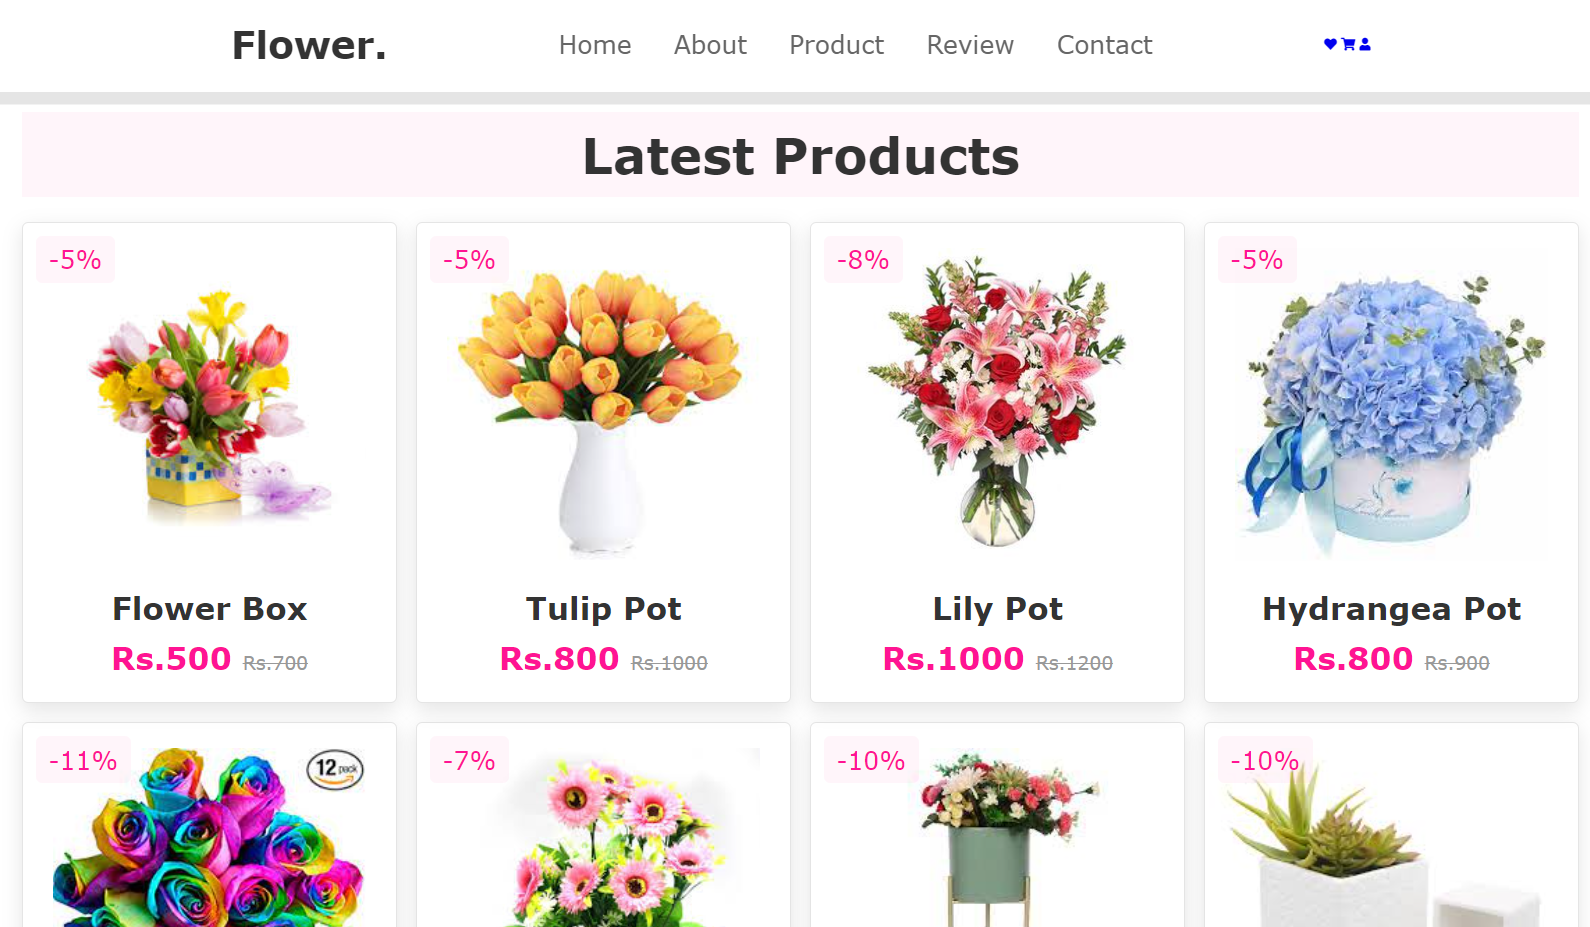 Flower.
Home About Product Review Contact
Latest Products
-5%
-5%
-8%
-5%
Flower Box
Tulip Pot
Lily Pot
Hydrangea Pot
Rs.500 Rs.700
Rs.800 Rs.1000
Rs.1000 Rs.1200
Rs.800 Rs.900
-11%
12 pack
-7%
-10%
-10%